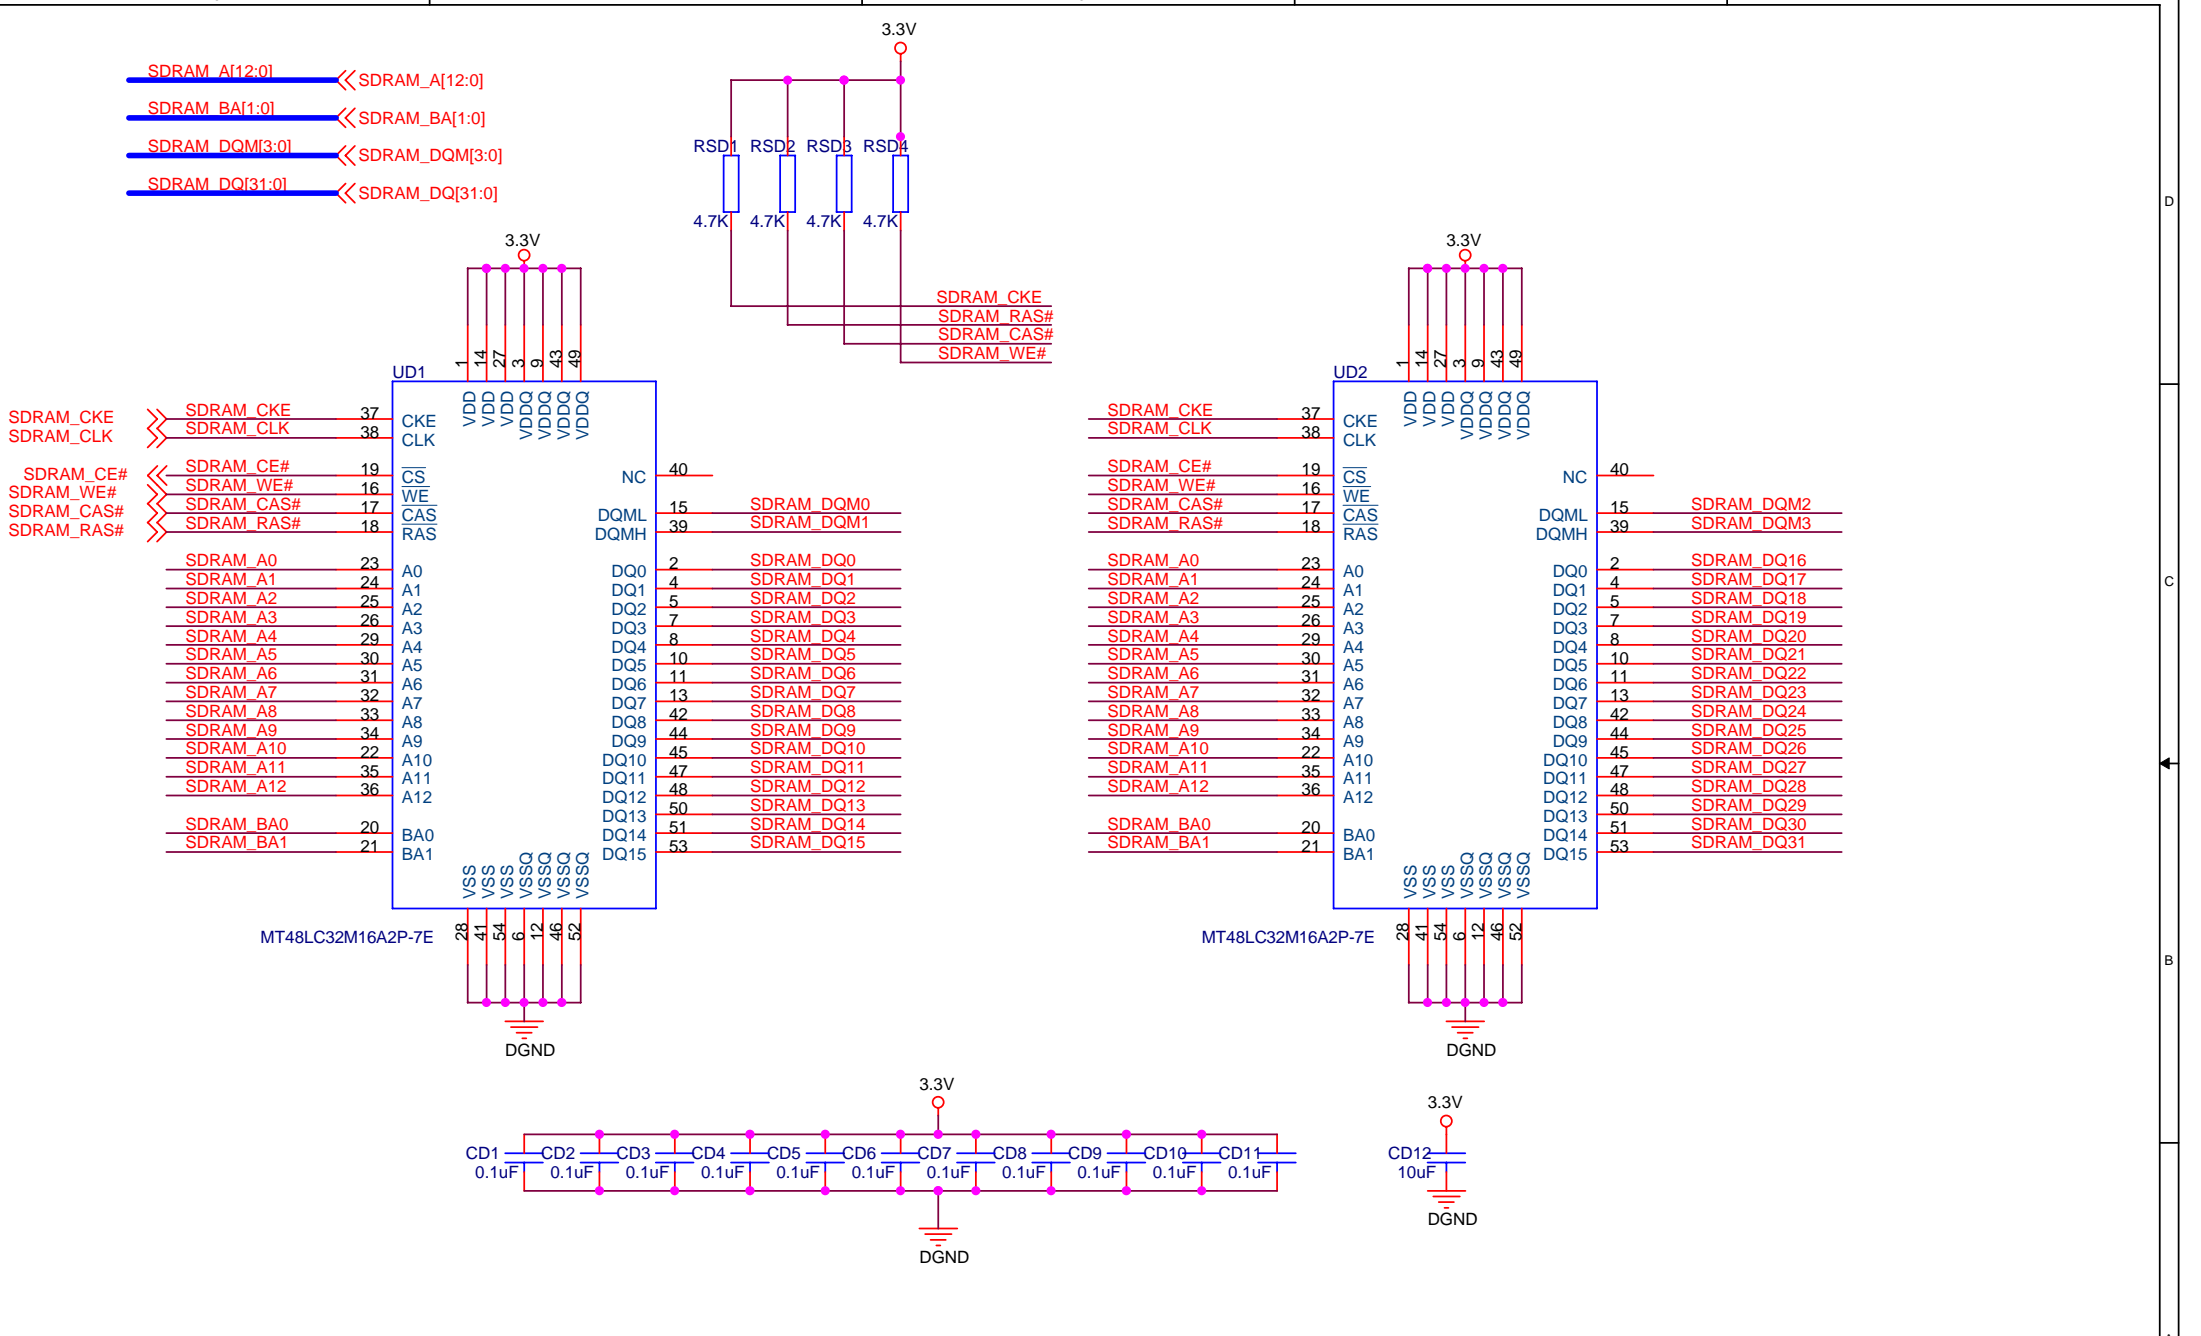 3.3V
SDRAM_A[12:0] SDRAM_A[12:0]
SDRAM_BA[1:0] SDRAM_BA[1:0]
SDRAM_DQM[3:0] SDRAM_DQM[3:0]
SDRAM_DQ[31:0] SDRAM_DQ[31:0]
RSD1 RSD2 RSD3 RSD4
4.7K 4.7K 4.7K 4.7K
SDRAM_CKE
SDRAM_RAS#
SDRAM_CAS#
SDRAM_WE#
D
C
B
3.3V
1 14 27 3 9 43 49
UD1
VDD VDD VDD VDDQ VDDQ VDDQ VDDQ
SDRAM_CKE SDRAM_CKE 37 CKE
SDRAM_CLK SDRAM_CLK 38 CLK
SDRAM_CE# SDRAM_CE# 19 CS
SDRAM_WE# SDRAM_WE# 16 WE
SDRAM_CAS# SDRAM_CAS# 17 CAS
SDRAM_RAS# SDRAM_RAS# 18 RAS
SDRAM_A0 23 A0
SDRAM_A1 24 A1
SDRAM_A2 25 A2
SDRAM_A3 26 A3
SDRAM_A4 29 A4
SDRAM_A5 30 A5
SDRAM_A6 31 A6
SDRAM_A7 32 A7
SDRAM_A8 33 A8
SDRAM_A9 34 A9
SDRAM_A10 22 A10
SDRAM_A11 35 A11
SDRAM_A12 36 A12
SDRAM_BA0 20 BA0
SDRAM_BA1 21 BA1
NC 40
DQML 15 SDRAM_DQM0
DQMH 39 SDRAM_DQM1
DQ0 2 SDRAM_DQ0
DQ1 4 SDRAM_DQ1
DQ2 5 SDRAM_DQ2
DQ3 7 SDRAM_DQ3
DQ4 8 SDRAM_DQ4
DQ5 10 SDRAM_DQ5
DQ6 11 SDRAM_DQ6
DQ7 13 SDRAM_DQ7
DQ8 42 SDRAM_DQ8
DQ9 44 SDRAM_DQ9
DQ10 45 SDRAM_DQ10
DQ11 47 SDRAM_DQ11
DQ12 48 SDRAM_DQ12
DQ13 50 SDRAM_DQ13
DQ14 51 SDRAM_DQ14
DQ15 53 SDRAM_DQ15
VSS VSS VSS VSSQ VSSQ VSSQ VSSQ
MT48LC32M16A2P-7E
28 41 54 6 12 46 52
DGND
3.3V
1 14 27 3 9 43 49
UD2
VDD VDD VDD VDDQ VDDQ VDDQ VDDQ
SDRAM_CKE 37 CKE
SDRAM_CLK 38 CLK
SDRAM_CE# 19 CS
SDRAM_WE# 16 WE
SDRAM_CAS# 17 CAS
SDRAM_RAS# 18 RAS
SDRAM_A0 23 A0
SDRAM_A1 24 A1
SDRAM_A2 25 A2
SDRAM_A3 26 A3
SDRAM_A4 29 A4
SDRAM_A5 30 A5
SDRAM_A6 31 A6
SDRAM_A7 32 A7
SDRAM_A8 33 A8
SDRAM_A9 34 A9
SDRAM_A10 22 A10
SDRAM_A11 35 A11
SDRAM_A12 36 A12
SDRAM_BA0 20 BA0
SDRAM_BA1 21 BA1
NC 40
DQML 15 SDRAM_DQM2
DQMH 39 SDRAM_DQM3
DQ0 2 SDRAM_DQ16
DQ1 4 SDRAM_DQ17
DQ2 5 SDRAM_DQ18
DQ3 7 SDRAM_DQ19
DQ4 8 SDRAM_DQ20
DQ5 10 SDRAM_DQ21
DQ6 11 SDRAM_DQ22
DQ7 13 SDRAM_DQ23
DQ8 42 SDRAM_DQ24
DQ9 44 SDRAM_DQ25
DQ10 45 SDRAM_DQ26
DQ11 47 SDRAM_DQ27
DQ12 48 SDRAM_DQ28
DQ13 50 SDRAM_DQ29
DQ14 51 SDRAM_DQ30
DQ15 53 SDRAM_DQ31
VSS VSS VSS VSSQ VSSQ VSSQ VSSQ
MT48LC32M16A2P-7E
28 41 54 6 12 46 52
DGND
3.3V
CD1 CD2 CD3 CD4 CD5 CD6 CD7 CD8 CD9 CD10 CD11
0.1uF 0.1uF 0.1uF 0.1uF 0.1uF 0.1uF 0.1uF 0.1uF 0.1uF 0.1uF 0.1uF
DGND
3.3V
CD12
10uF
DGND